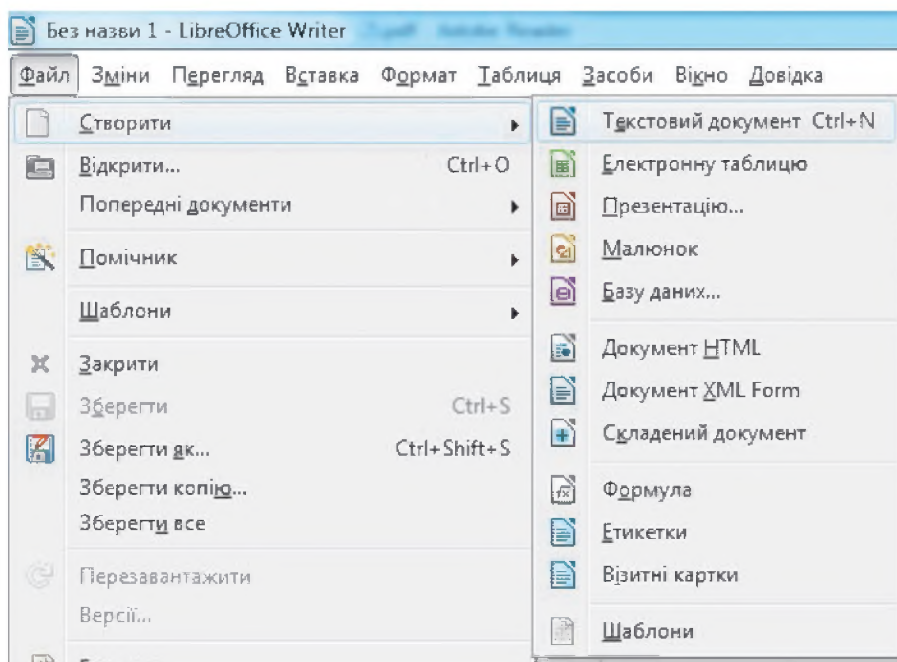 Без назви 1 - LibreOffice Writer
Файл Зміни Перегляд Вставка Формат Таблиця Засоби Вікно Довідка
Створити
Відкрити... Ctrl+O
Попередні документи
Помічник
Шаблони
Закрити
Зберегти Ctrl+S
Зберегти як... Ctrl+Shift+S
Зберегти копію...
Зберегти все
Перезавантажити
Версії...
Текстовий документ Ctrl+N
Електронну таблицю
Презентацію...
Малюнок
Базу даних...
Документ HTML
Документ XML Form
Складений документ
Формула
Етикетки
Візитні картки
Шаблони